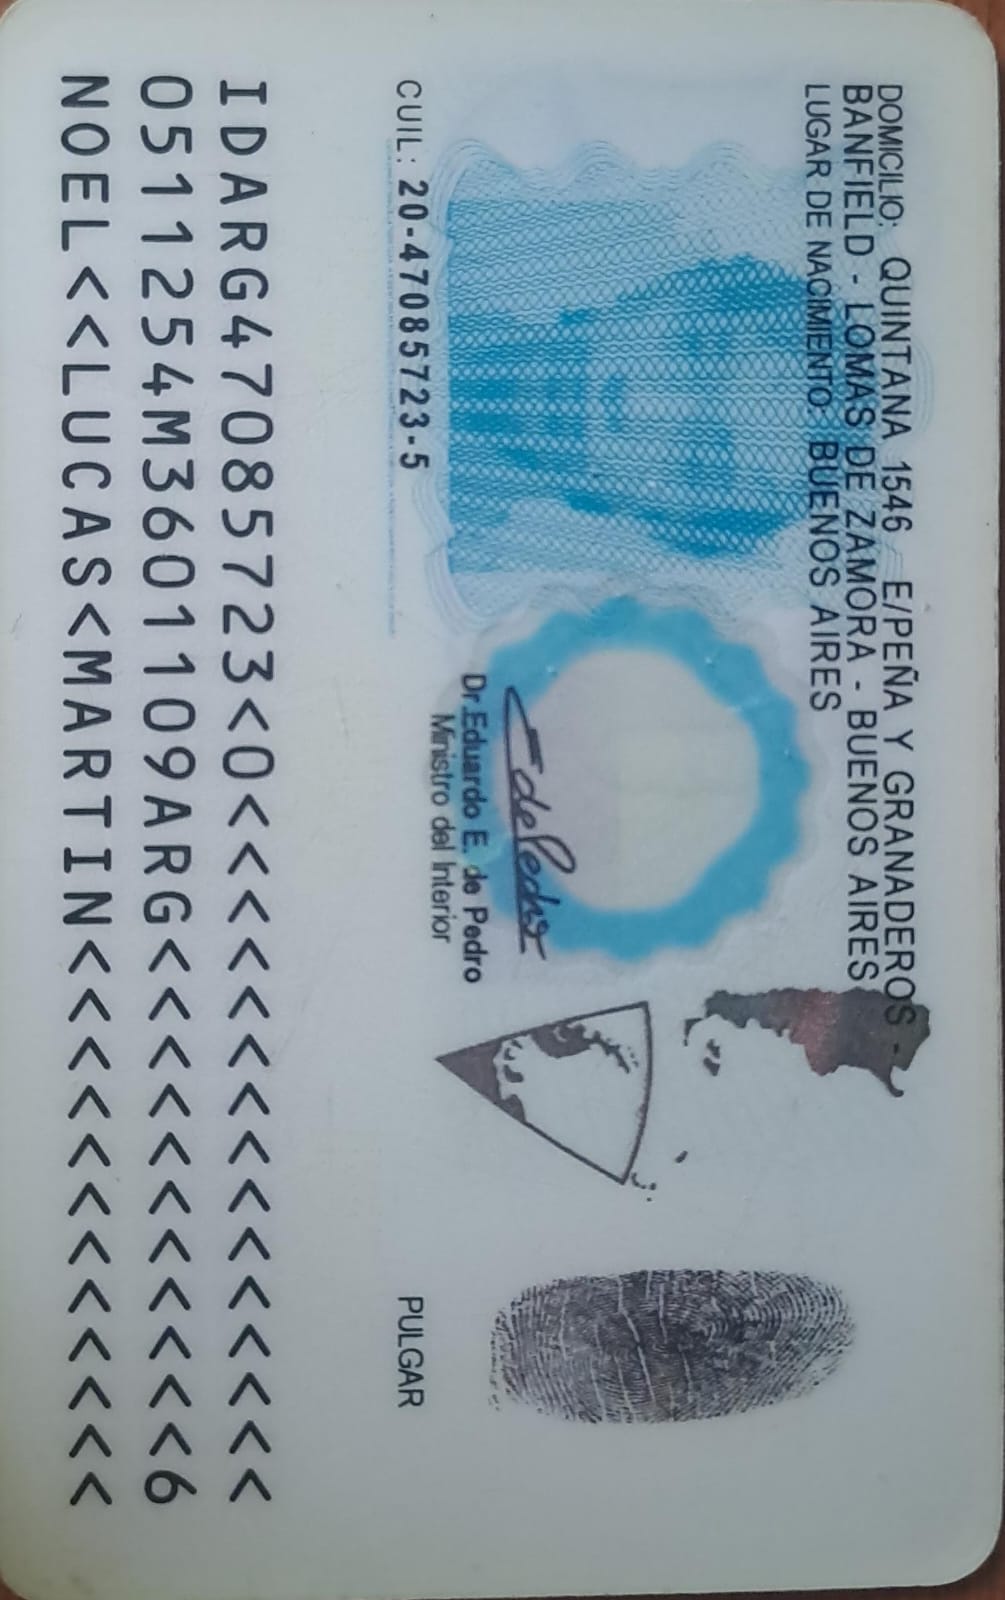 DOMICILIO: QUINTANA 1546 E/PEÑA Y GRANADEROS -
BANFIELD - LOMAS DE ZAMORA - BUENOS AIRES
LUGAR DE NACIMIENTO: BUENOS AIRES
Dr.Eduardo E. de Pedro
Ministro del Interior
CUIL: 20-47085723-5
PULGAR
IDARG47085723<0<<<<<<<<<<<<<<<
0511254M3601109ARG<<<<<<<<<<<6
NOEL<<LUCAS<MARTIN<<<<<<<<<<<<